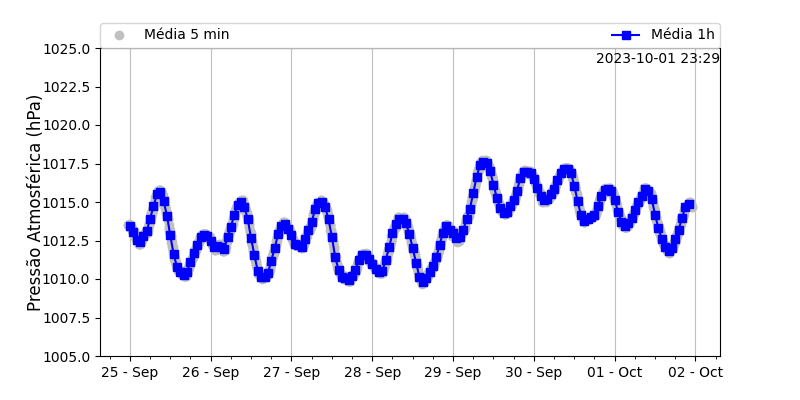 Média 5 min
Média 1h
2023-10-01 23:29
Pressão Atmosférica (hPa)
1025.0
1022.5
1020.0
1017.5
1015.0
1012.5
1010.0
1007.5
1005.0
25 - Sep
26 - Sep
27 - Sep
28 - Sep
29 - Sep
30 - Sep
01 - Oct
02 - Oct